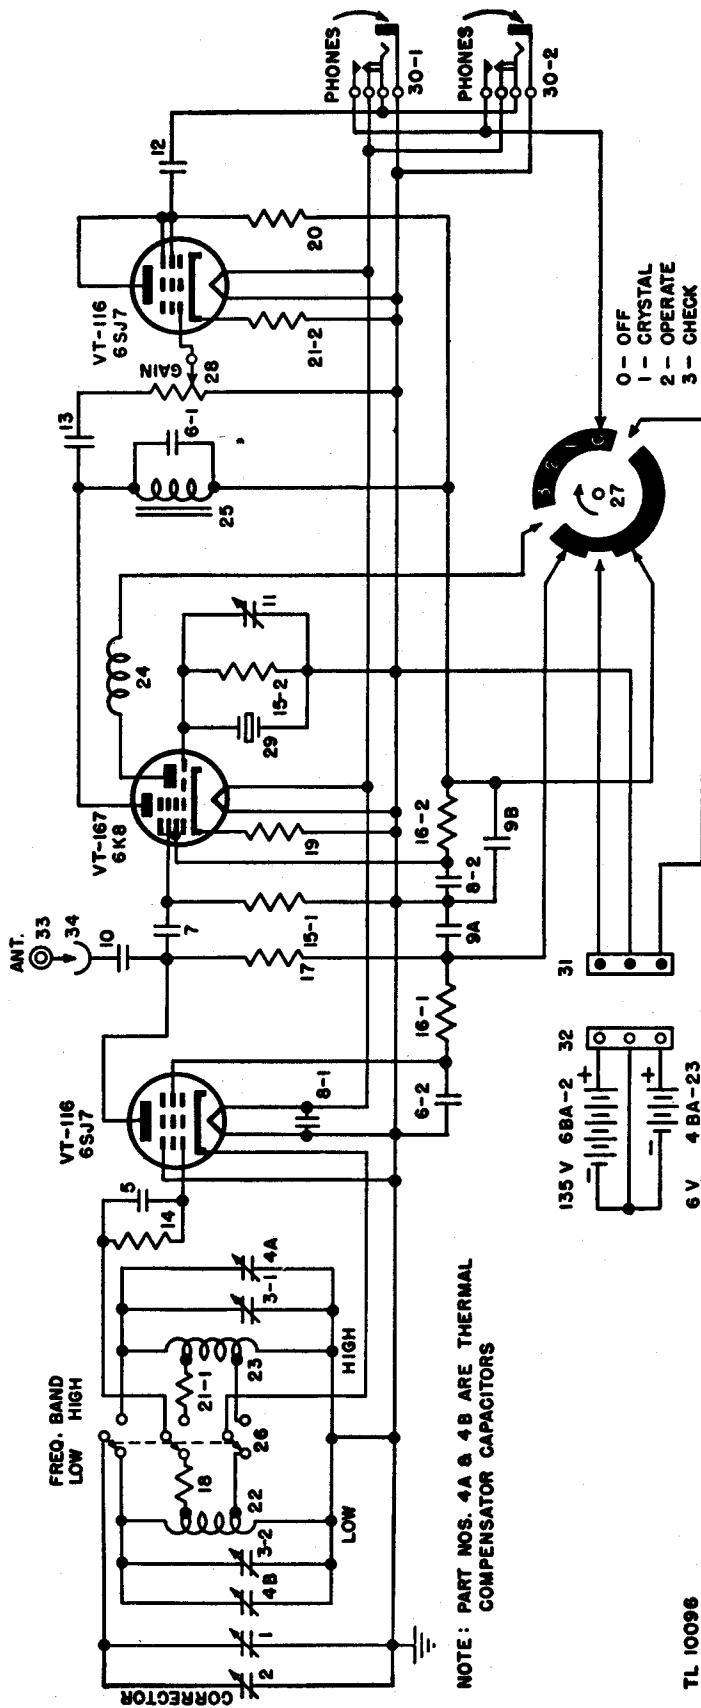 CORRECTOR
2
1
4B
3-2
22
LOW
FREQ. BAND
LOW HIGH
18
26
21-1
23
HIGH
3-1
4A
14
5
VT-116
6SJ7
8-1
6-2
16-1
ANT.
33
34
10
7
17
15-1
9A
8-2
16-2
9B
VT-167
6K8
19
24
29
15-2
11
25
6-1
13
GAIN
28
VT-116
6SJ7
21-2
20
12
PHONES
30-1
PHONES
30-2
27
3
2
1
0
0 - OFF
1 - CRYSTAL
2 - OPERATE
3 - CHECK
31
32
135 V 6BA-2
+
-
6 V 4 BA-23
+
-
NOTE: PART NOS. 4A & 4B ARE THERMAL
COMPENSATOR CAPACITORS
TL 10096